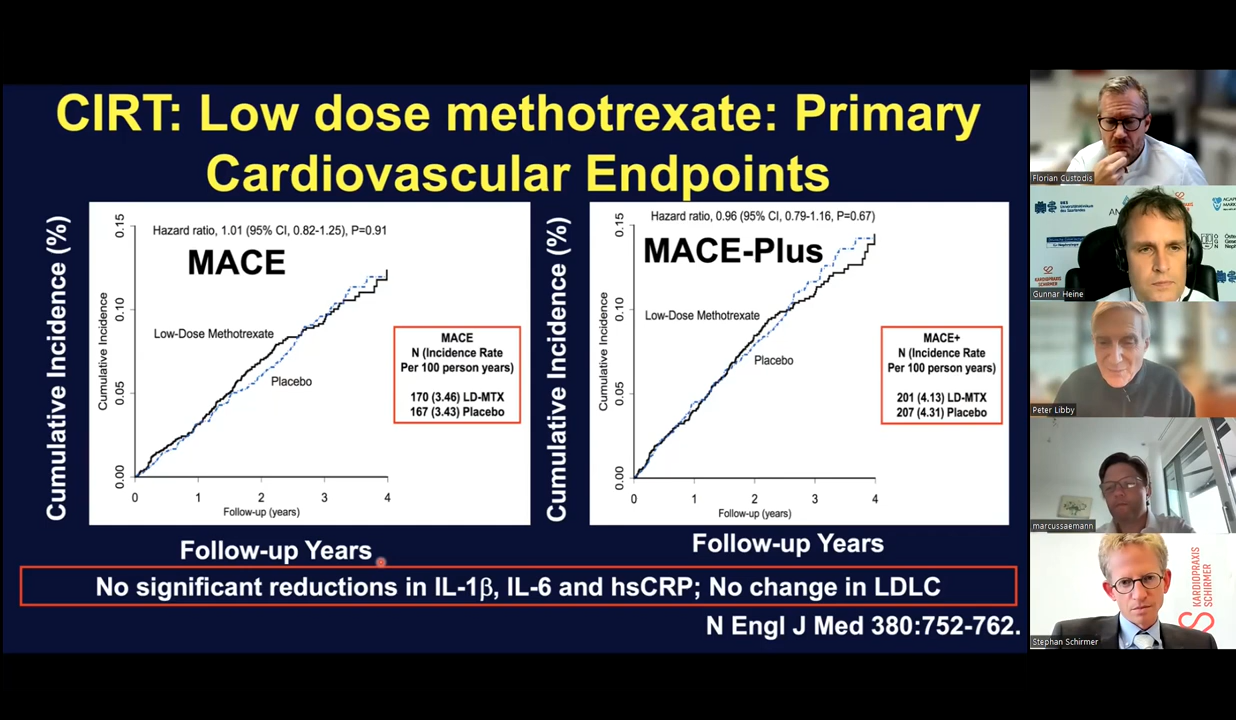 CIRT: Low dose methotrexate: Primary
Cardiovascular Endpoints
Cumulative Incidence (%)
Cumulative Incidence
0.15
0.10
0.05
0.00
Hazard ratio, 1.01 (95% CI, 0.82-1.25), P=0.91
MACE
Low-Dose Methotrexate
Placebo
MACE
N (Incidence Rate
Per 100 person years)
170 (3.46) LD-MTX
167 (3.43) Placebo
0 1 2 3 4
Follow-up (years)
Follow-up Years
Cumulative Incidence (%)
Cumulative Incidence
0.15
0.10
0.05
0.00
Hazard ratio, 0.96 (95% CI, 0.79-1.16, P=0.67)
MACE-Plus
Low-Dose Methotrexate
Placebo
MACE+
N (Incidence Rate
Per 100 person years)
201 (4.13) LD-MTX
207 (4.31) Placebo
0 1 2 3 4
Follow-up (years)
Follow-up Years
No significant reductions in IL-1β, IL-6 and hsCRP; No change in LDLC
N Engl J Med 380:752-762.
Florian Custodis
Gunnar Heine
KARDIOPRAXIS
SCHIRMER
Peter Libby
marcussaemann
KARDIOPRAXIS
SCHIRMER
Stephan Schirmer